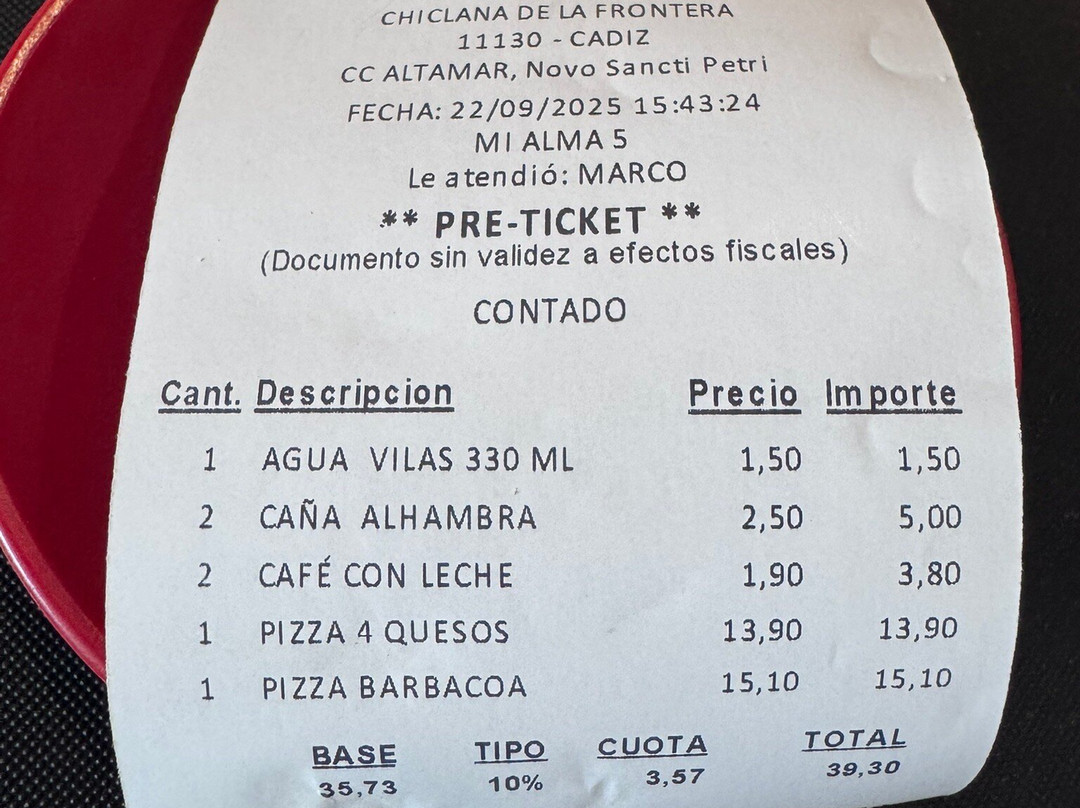 CHICLANA DE LA FRONTERA
11130 - CADIZ
CC ALTAMAR, Novo Sancti Petri
FECHA: 22/09/2025 15:43:24
MI ALMA 5
Le atendió: MARCO
** PRE-TICKET **
(Documento sin validez a efectos fiscales)
CONTADO
Cant. Descripcion Precio Importe
1 AGUA VILAS 330 ML 1,50 1,50
2 CAÑA ALHAMBRA 2,50 5,00
2 CAFÉ CON LECHE 1,90 3,80
1 PIZZA 4 QUESOS 13,90 13,90
1 PIZZA BARBACOA 15,10 15,10
BASE TIPO CUOTA TOTAL
35,73 10% 3,57 39,30